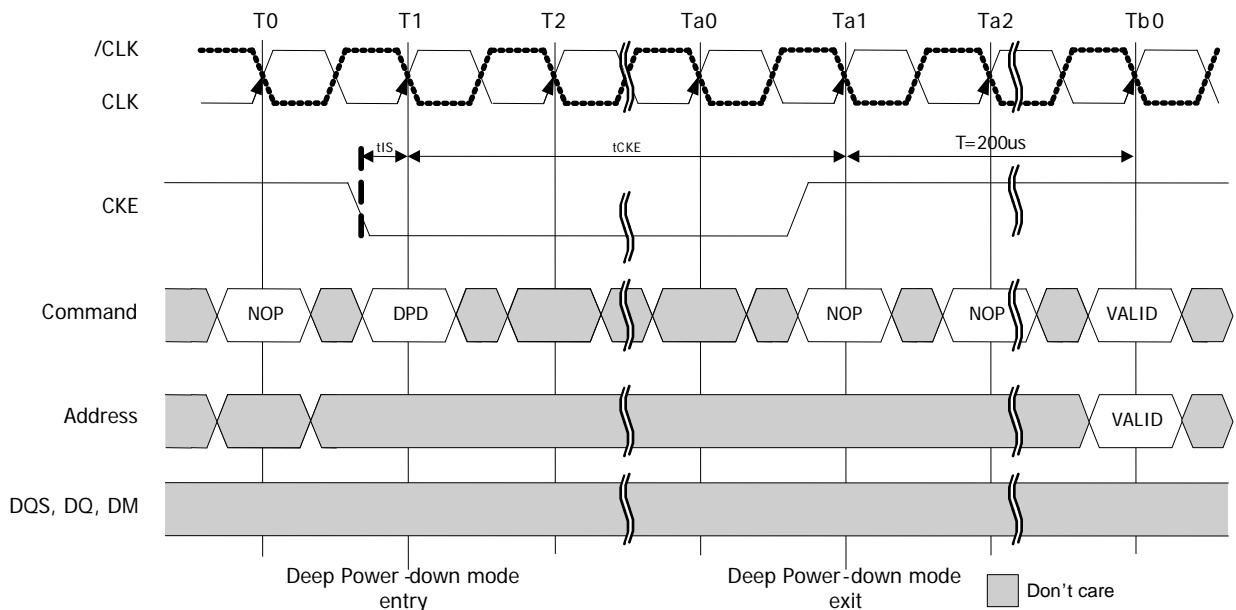 T0 T1 T2 Ta0 Ta1 Ta2 Tb0
/CLK
CLK
tIS tCKE T=200us
CKE
Command NOP DPD NOP NOP VALID
Address VALID
DQS, DQ, DM
Deep Power-down mode entry
Deep Power-down mode exit
Don't care